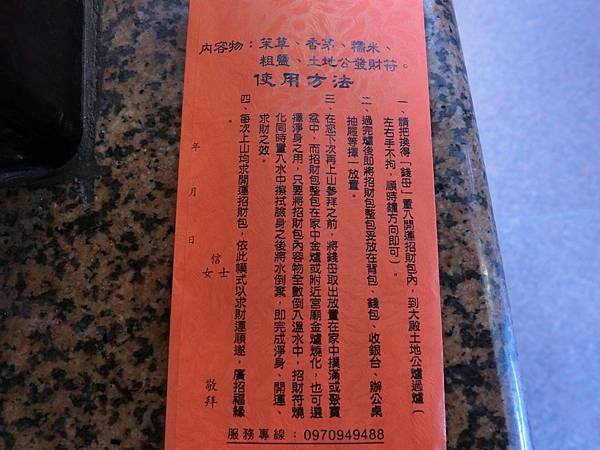 內容物：茉草、香茅、糯米、
粗鹽、土地公發財符。
使用方法
一、請把換得「錢母」置入開運招財包內，到大殿土地公爐過爐（
左右手不拘，順時鐘方向即可）。
二、過完爐後即將招財包整包妥放在背包、錢包、收銀台、辦公桌
抽屜等擇一放置。
三、在您下次再上山參拜之前，將錢母取出放置在家中撲滿或聚寶
盆中，而招財包整包在家中金爐或附近宮廟金爐燒化，也可選
擇淨身之用，只要將招財包內容物全數倒入溫水中，招財符燒
化同時置入水中擦拭臉身之後將水倒棄，即完成淨身、開運、
求財之效。
四、每次上山均求開運招財包，依此模式以求財運順遂，廣招福緣
年 月 日
信士
女
敬拜
服務專線：0970949488